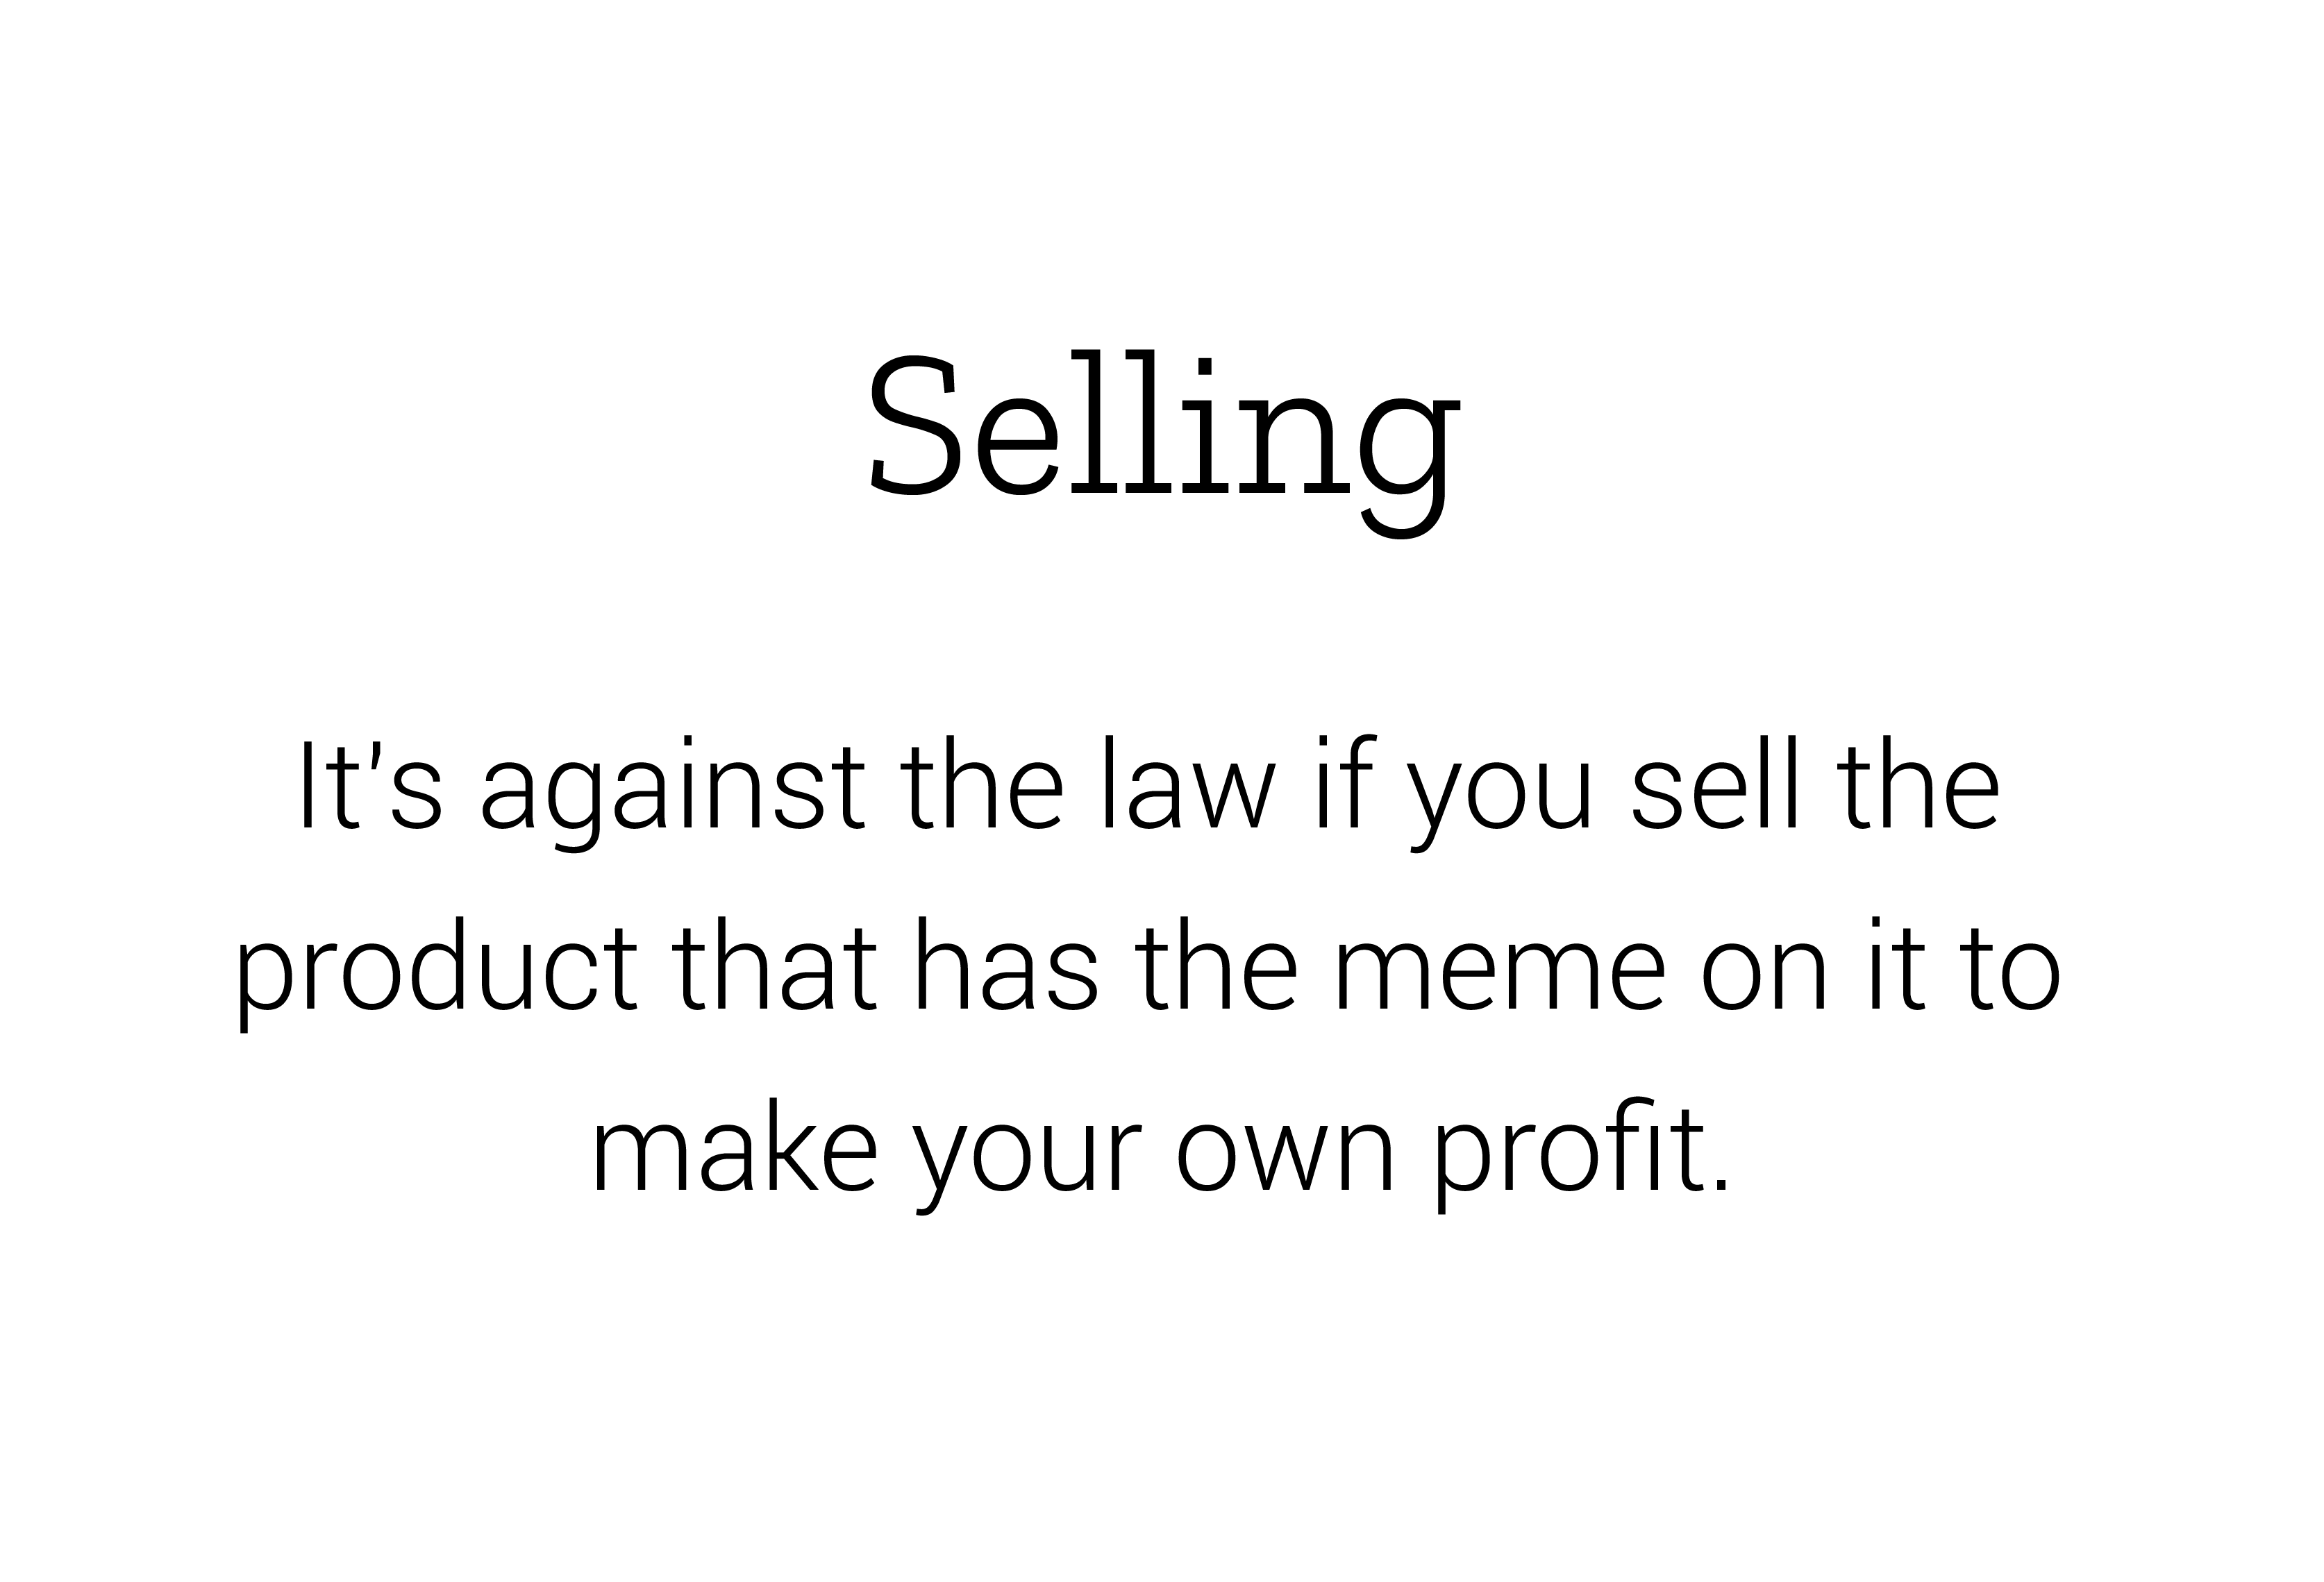 Selling
It's against the law if you sell the
product that has the meme on it to
make your own profit.